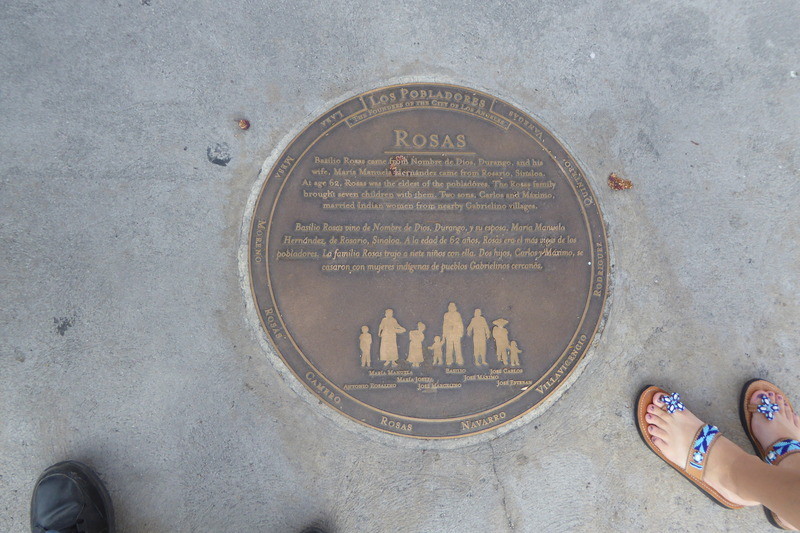 LOS POBLADORES
THE FOUNDERS OF THE CITY OF LOS ANGELES
ROSAS
Basilio Rosas came from Nombre de Dios, Durango, and his
wife, María Manuela Hernández came from Rosario, Sinaloa.
At age 62, Rosas was the eldest of the pobladores. The Rosas family
brought seven children with them. Two sons, Carlos and Máximo,
married Indian women from nearby Gabrielino villages.
Basilio Rosas vino de Nombre de Dios, Durango, y su esposa, Maria Manuela
Hernández, de Rosario, Sinaloa. A la edad de 62 años, Rosas era el más viejo de los
pobladores. La familia Rosas trajo a siete niños con ella. Dos hijos, Carlos y Máximo, se
casaron con mujeres indígenas de pueblos Gabrielinos cercanos.
MARÍA MANUELA
BASILIO
JOSÉ CARLOS
ANTONIO ROSALINO
MARÍA JOSEFA
JOSÉ MARCELINO
JOSÉ MÁXIMO
JOSÉ ESTEBAN
LARA
VANEGAS
MESA
QUINTERO
MORENO
RODRIGUEZ
ROSAS
VILLAVICENCIO
CAMERO
ROSAS
NAVARRO